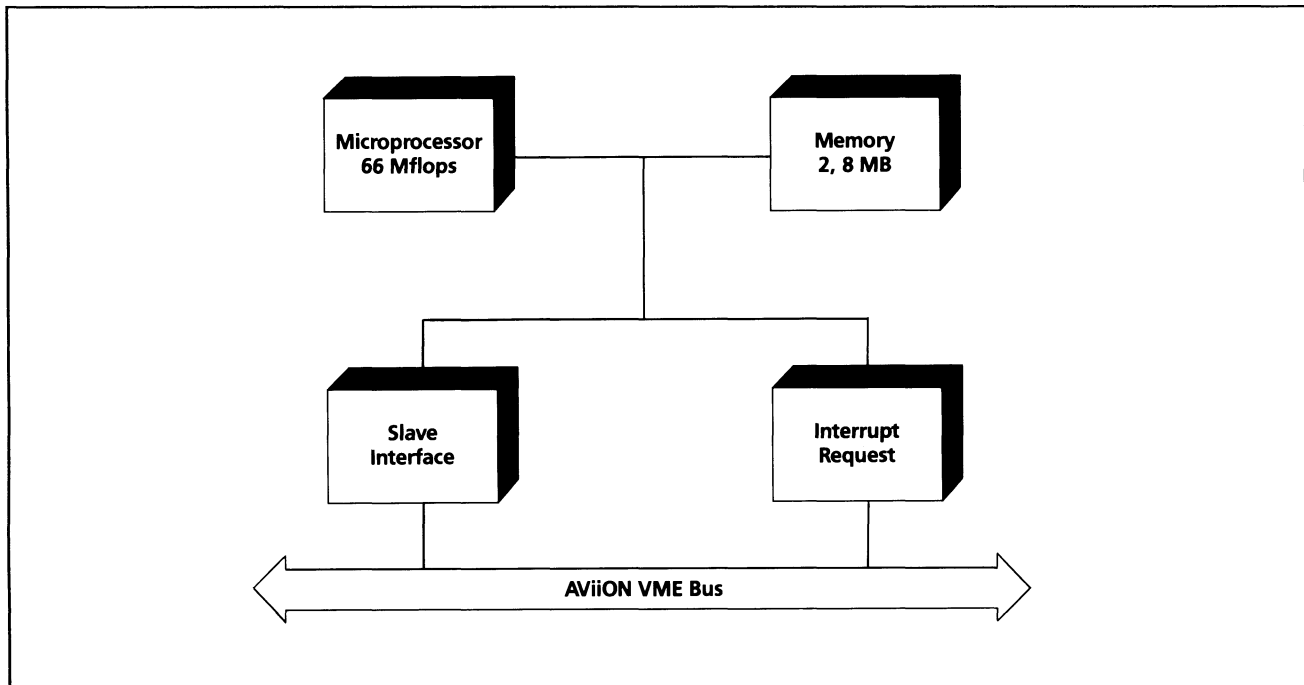 Microprocessor
66 Mflops
Memory
2, 8 MB
Slave
Interface
Interrupt
Request
AViiON VME Bus